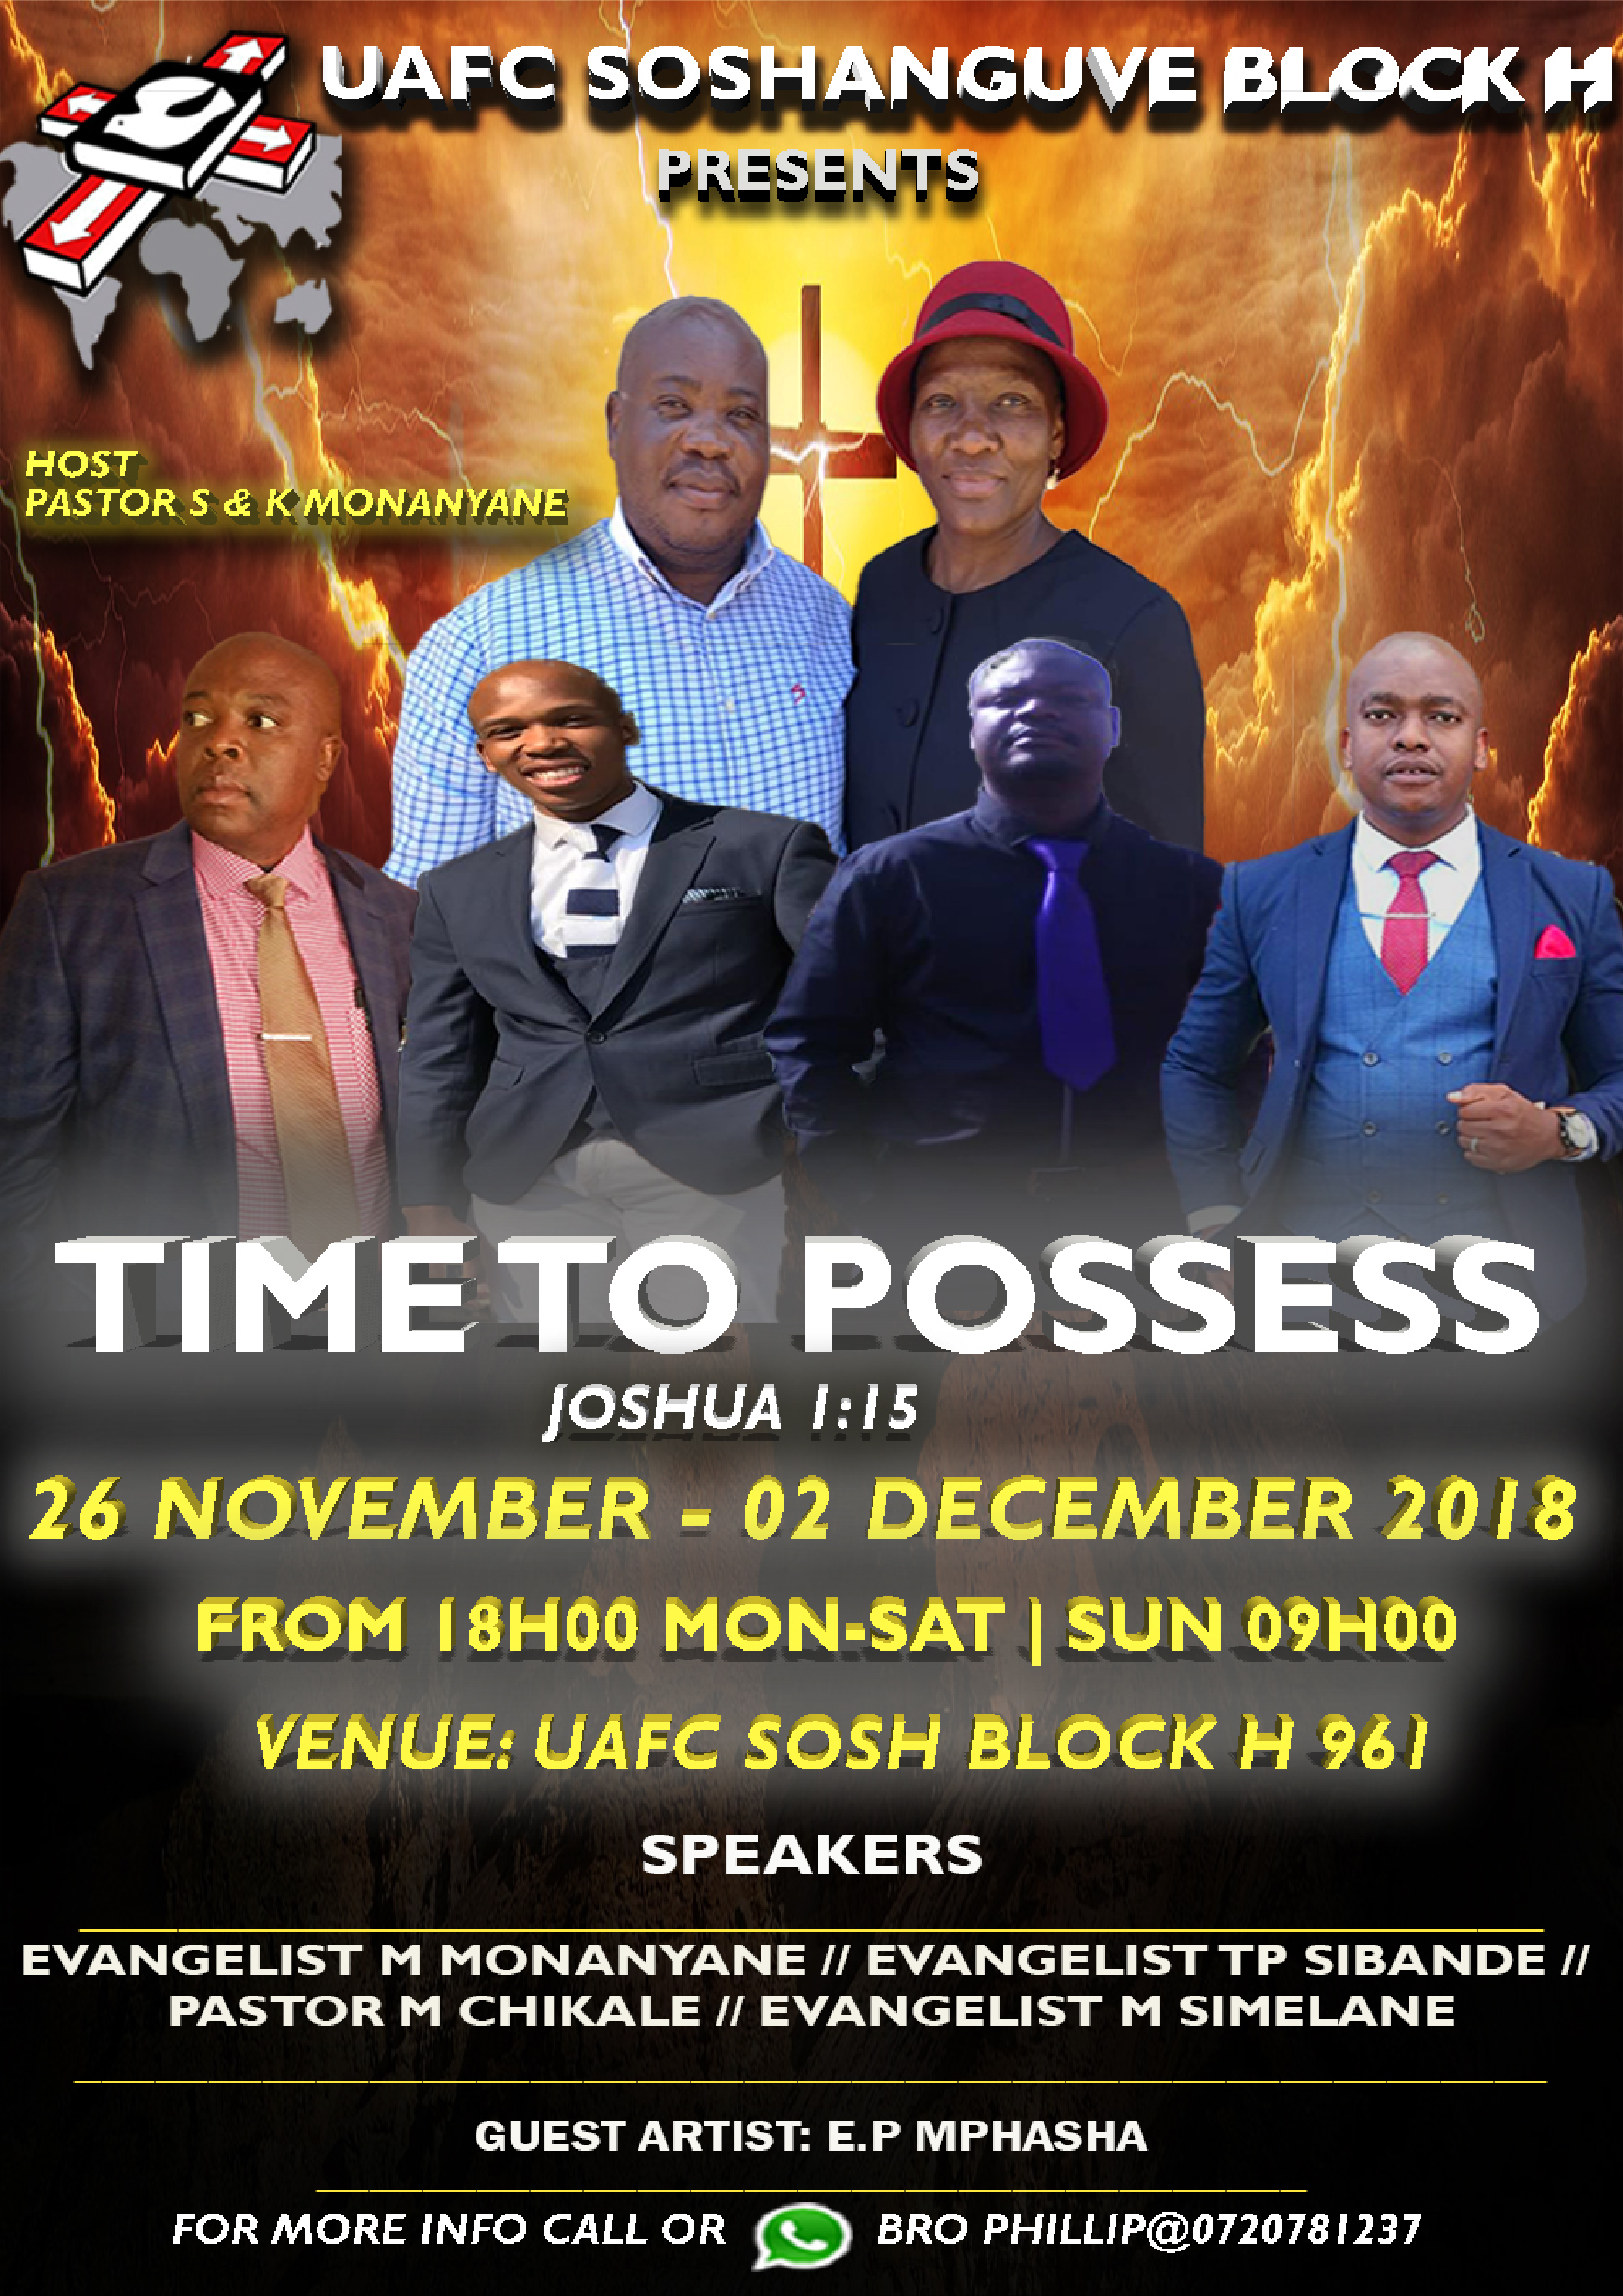 UAFC SOSHANGUVE BLOCK H
PRESENTS
HOST
PASTOR S & K MONANYANE
TIME TO POSSESS
JOSHUA 1:15
26 NOVEMBER - 02 DECEMBER 2018
FROM 18H00 MON-SAT | SUN 09H00
VENUE: UAFC SOSH BLOCK H 961
SPEAKERS
EVANGELIST M MONANYANE // EVANGELIST TP SIBANDE //
PASTOR M CHIKALE // EVANGELIST M SIMELANE
GUEST ARTIST: E.P MPHASHA
FOR MORE INFO CALL OR BRO PHILLIP@0720781237